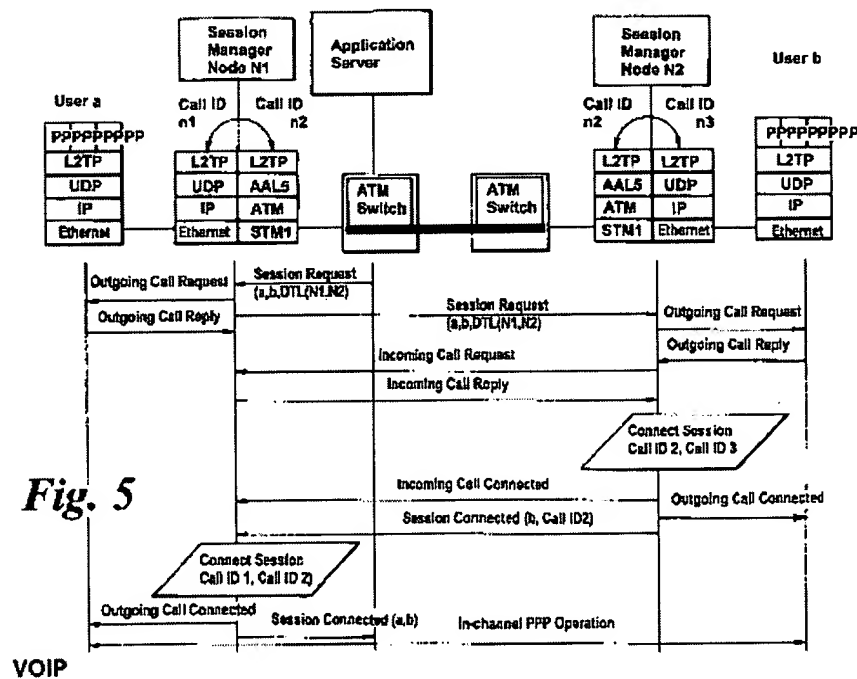 Session
Manager
Node N1
Application
Server
Session
Manager
Node N2
User a
User b
Call ID
n1
Call ID
n2
Call ID
n2
Call ID
n3
PPPPPPPPP
L2TP
UDP
IP
Ethernet
L2TP
UDP
IP
Ethernet
L2TP
AAL5
ATM
STM1
ATM
Switch
ATM
Switch
L2TP
AAL5
ATM
STM1
L2TP
UDP
IP
Ethernet
PPPPPPPPP
L2TP
UDP
IP
Ethernet
Outgoing Call Request
Session Request
(a,b,DTL(N1,N2)
Outgoing Call Reply
Session Request
(a,b,DTL(N1,N2)
Outgoing Call Request
Outgoing Call Reply
Incoming Call Request
Incoming Call Reply
Connect Session
Call ID 2, Call ID 3
Fig. 5
Incoming Call Connected
Outgoing Call Connected
Session Connected (b, Call ID2)
Connect Session
Call ID 1, Call ID 2)
Outgoing Call Connected
Session Connected (a,b)
In-channel PPP Operation
VOIP